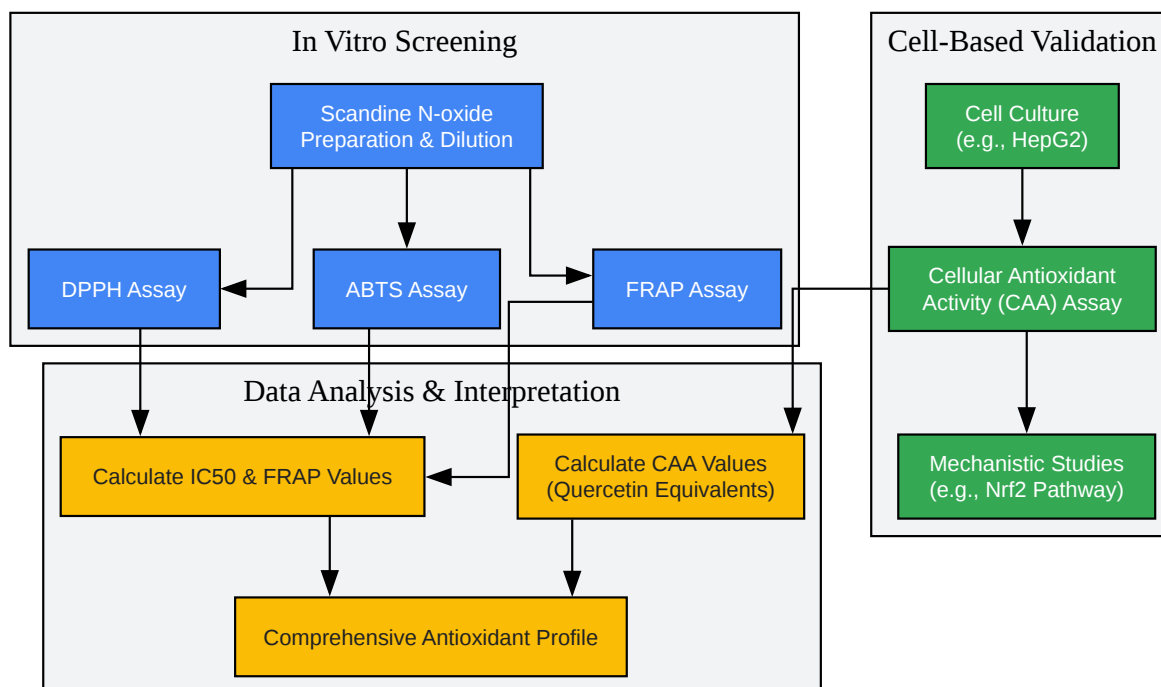 In Vitro Screening
Scandine N-oxide
Preparation & Dilution
DPPH Assay
ABTS Assay
FRAP Assay
Cell-Based Validation
Cell Culture
(e.g., HepG2)
Cellular Antioxidant
Activity (CAA) Assay
Mechanistic Studies
(e.g., Nrf2 Pathway)
Data Analysis & Interpretation
Calculate IC50 & FRAP Values
Calculate CAA Values
(Quercetin Equivalents)
Comprehensive Antioxidant Profile